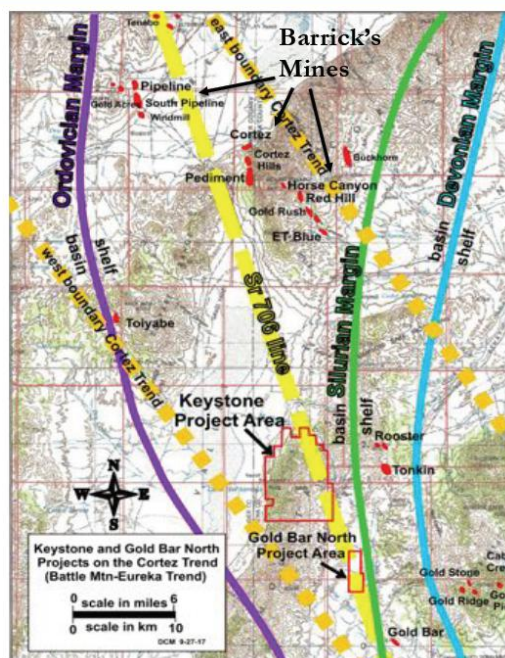 Tenabo
Barrick's
Mines
east boundary Cortez Trend
Ordovician Margin
basin
shelf
Pipeline
Gold Acres
South Pipeline
Windmill
Cortez
Cortez
Hills
Pediment
Buckhorn
Horse Canyon
Red Hill
Gold Rush
ET Blue
Devonian Margin
basin
shelf
west boundary Cortez Trend
Toiyabe
Sr 706 line
Silurian Margin
basin
shelf
Keystone
Project Area
Rooster
Tonkin
N
W E
S
Gold Bar North
Project Area
Keystone and Gold Bar North
Projects on the Cortez Trend
(Battle Mtn-Eureka Trend)
0 6
scale in miles
scale in km
0 10
DCM 9-27-17
Gold Stone
Gold Ridge
Gold Bar